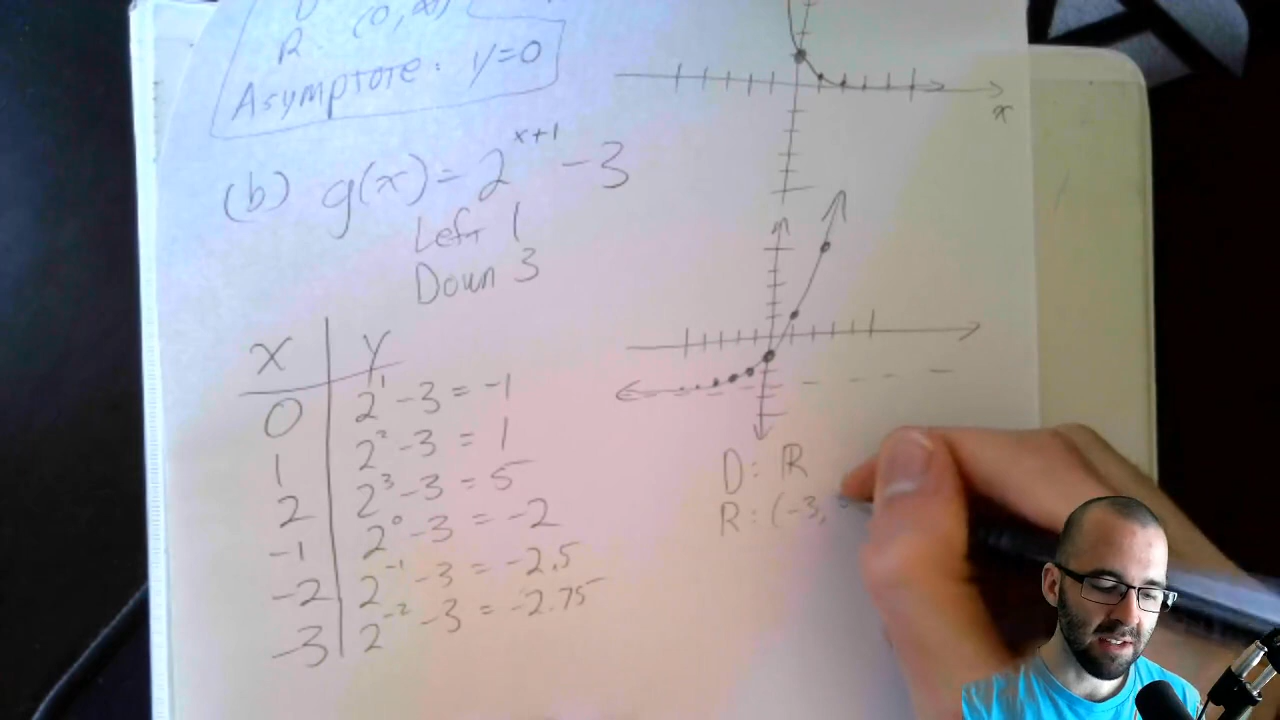 R: (0, ∞)
Asymptote: y=0
x
(b) g(x) = 2^{x+1} - 3
Left 1
Down 3
x | y
0 | 2^1 - 3 = -1
1 | 2^2 - 3 = 1
2 | 2^3 - 3 = 5
-1 | 2^0 - 3 = -2
-2 | 2^{-1} - 3 = -2.5
-3 | 2^{-2} - 3 = -2.75
D: ℝ
R: (-3,